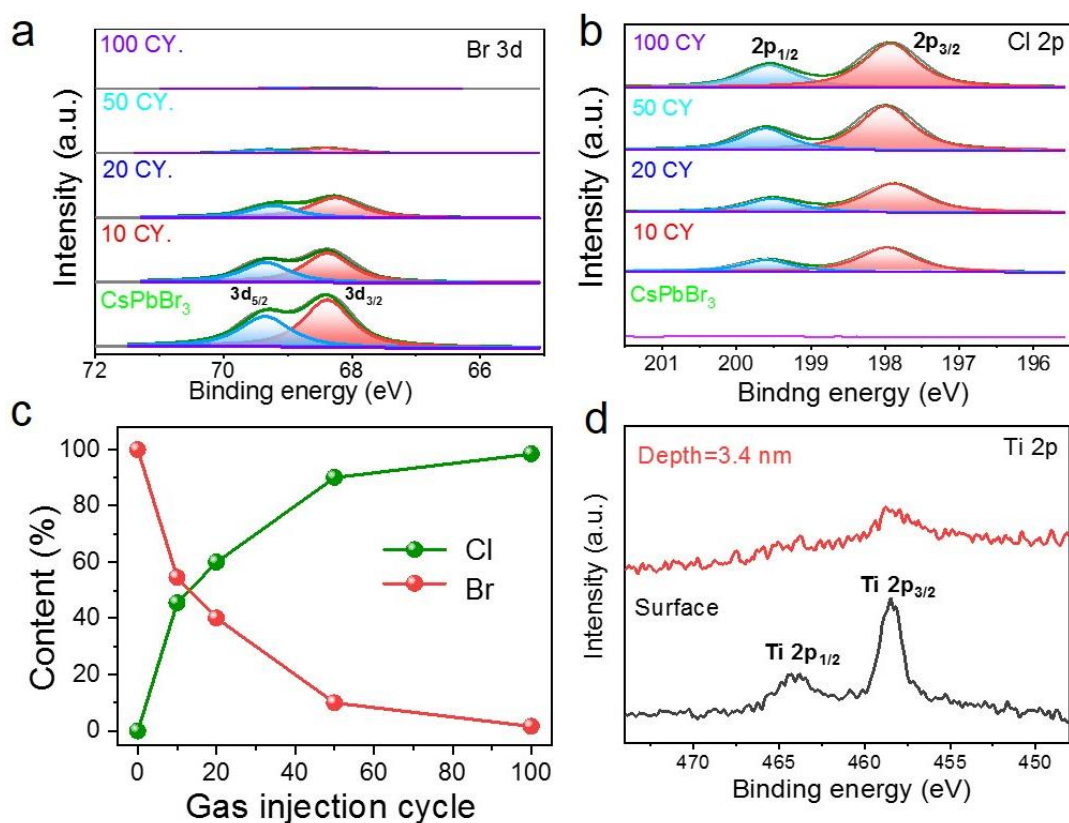 a
Br 3d
100 CY.
50 CY.
20 CY.
10 CY.
CsPbBr3
3d5/2
3d3/2
Intensity (a.u.)
72 70 68 66
Binding energy (eV)
b
Cl 2p
100 CY
2p1/2
2p3/2
50 CY
20 CY
10 CY
CsPbBr3
Intensity (a.u.)
201 200 199 198 197 196
Bindng energy (eV)
c
Content (%)
100
80
60
40
20
0
Cl
Br
0 20 40 60 80 100
Gas injection cycle
d
Ti 2p
Depth=3.4 nm
Surface
Ti 2p3/2
Ti 2p1/2
Intensity (a.u.)
470 465 460 455 450
Binding energy (eV)